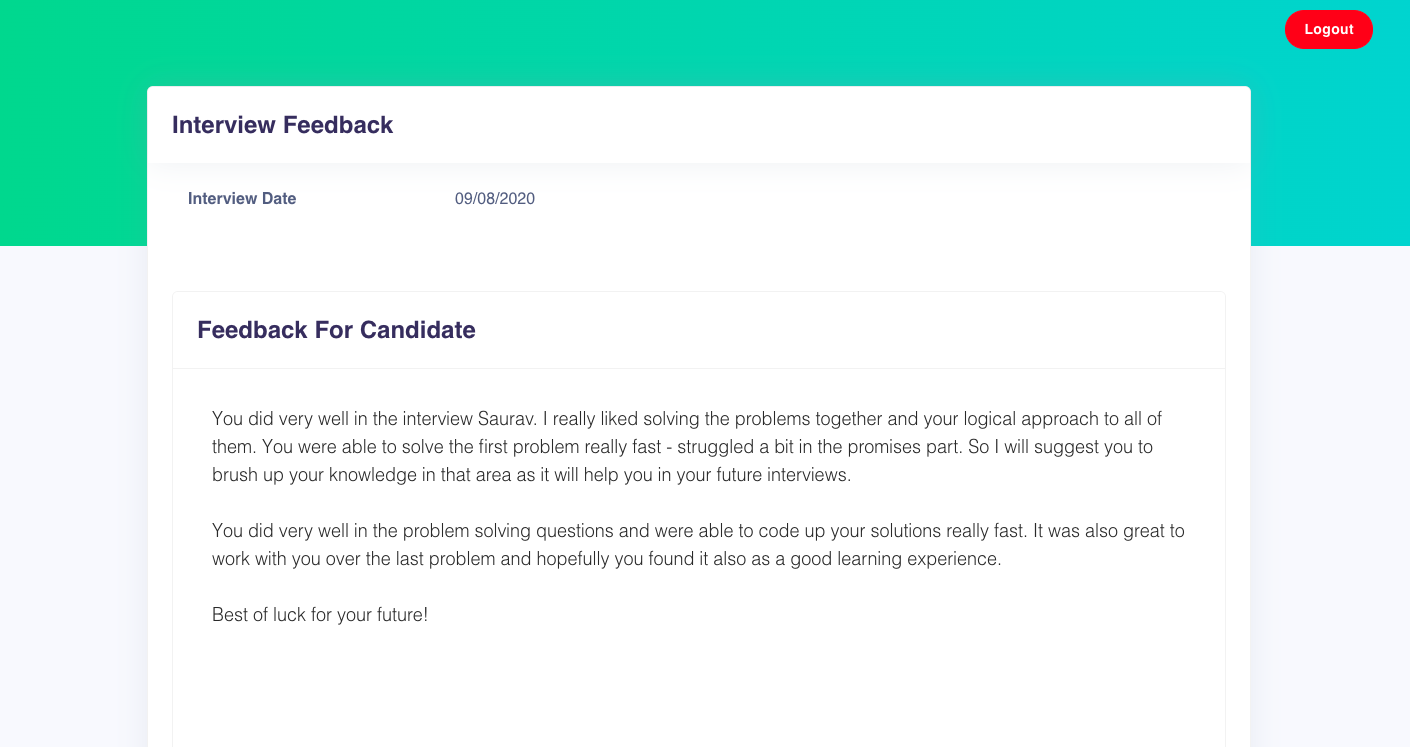 Logout
Interview Feedback
Interview Date 09/08/2020
Feedback For Candidate
You did very well in the interview Saurav. I really liked solving the problems together and your logical approach to all of
them. You were able to solve the first problem really fast - struggled a bit in the promises part. So I will suggest you to
brush up your knowledge in that area as it will help you in your future interviews.
You did very well in the problem solving questions and were able to code up your solutions really fast. It was also great to
work with you over the last problem and hopefully you found it also as a good learning experience.
Best of luck for your future!